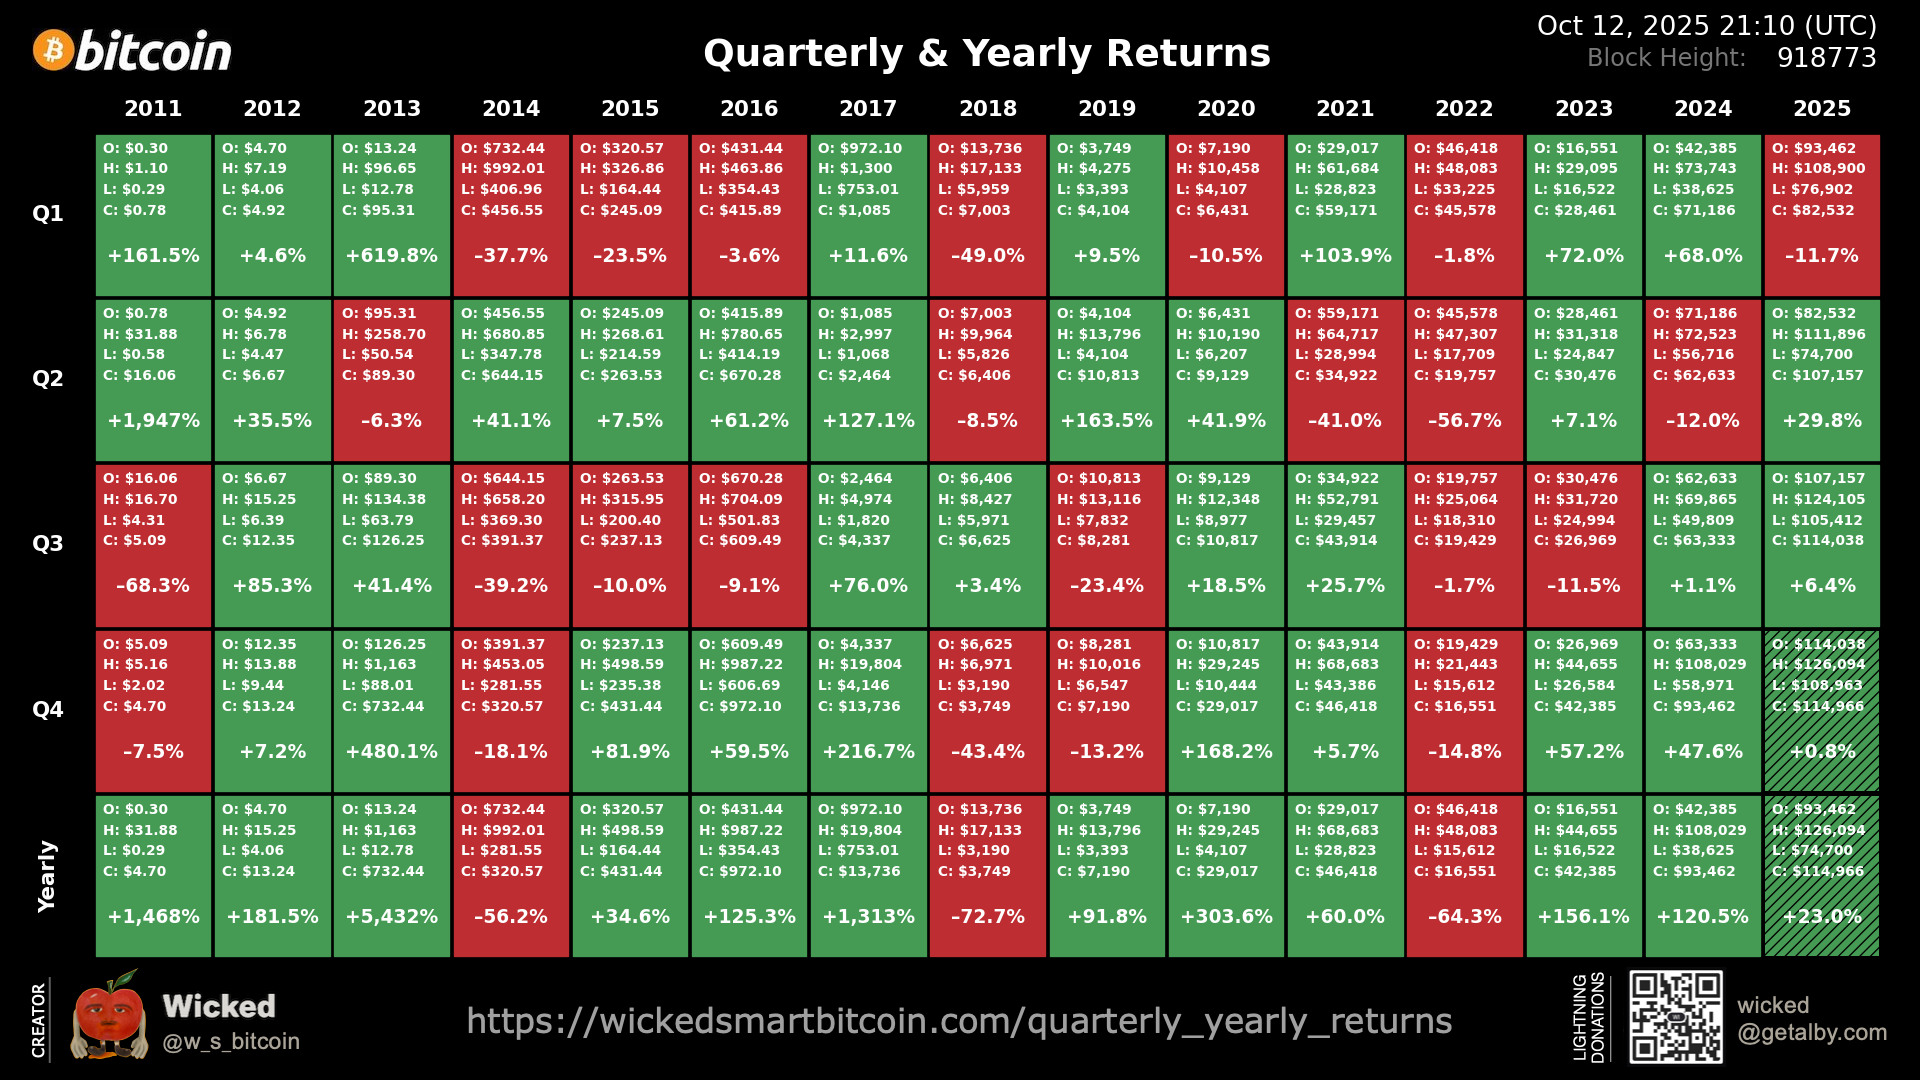 bitcoin
Quarterly & Yearly Returns
Oct 12, 2025 21:10 (UTC)
Block Height: 918773
2011 2012 2013 2014 2015 2016 2017 2018 2019 2020 2021 2022 2023 2024 2025
Q1
O: $0.30 O: $4.70 O: $13.24 O: $732.44 O: $320.57 O: $431.44 O: $972.10 O: $13,736 O: $3,749 O: $7,190 O: $29,017 O: $46,418 O: $16,551 O: $42,385 O: $93,462
H: $1.10 H: $7.19 H: $96.65 H: $992.01 H: $326.86 H: $463.86 H: $1,300 H: $17,133 H: $4,275 H: $10,458 H: $61,684 H: $48,083 H: $29,095 H: $73,743 H: $108,900
L: $0.29 L: $4.06 L: $12.78 L: $406.96 L: $164.44 L: $354.43 L: $753.01 L: $5,959 L: $3,393 L: $4,107 L: $28,823 L: $33,225 L: $16,522 L: $38,625 L: $76,902
C: $0.78 C: $4.92 C: $95.31 C: $456.55 C: $245.09 C: $415.89 C: $1,085 C: $7,003 C: $4,104 C: $6,431 C: $59,171 C: $45,578 C: $28,461 C: $71,186 C: $82,532
+161.5% +4.6% +619.8% –37.7% –23.5% –3.6% +11.6% –49.0% +9.5% –10.5% +103.9% –1.8% +72.0% +68.0% –11.7%
Q2
O: $0.78 O: $4.92 O: $95.31 O: $456.55 O: $245.09 O: $415.89 O: $1,085 O: $7,003 O: $4,104 O: $6,431 O: $59,171 O: $45,578 O: $28,461 O: $71,186 O: $82,532
H: $31.88 H: $6.78 H: $258.70 H: $680.85 H: $268.61 H: $780.65 H: $2,997 H: $9,964 H: $13,796 H: $10,190 H: $64,717 H: $47,307 H: $31,318 H: $72,523 H: $111,896
L: $0.58 L: $4.47 L: $50.54 L: $347.78 L: $214.59 L: $414.19 L: $1,068 L: $5,826 L: $4,104 L: $6,207 L: $28,994 L: $17,709 L: $24,847 L: $56,716 L: $74,700
C: $16.06 C: $6.67 C: $89.30 C: $644.15 C: $263.53 C: $670.28 C: $2,464 C: $6,406 C: $10,813 C: $9,129 C: $34,922 C: $19,757 C: $30,476 C: $62,633 C: $107,157
+1,947% +35.5% –6.3% +41.1% +7.5% +61.2% +127.1% –8.5% +163.5% +41.9% –41.0% –56.7% +7.1% –12.0% +29.8%
Q3
O: $16.06 O: $6.67 O: $89.30 O: $644.15 O: $263.53 O: $670.28 O: $2,464 O: $6,406 O: $10,813 O: $9,129 O: $34,922 O: $19,757 O: $30,476 O: $62,633 O: $107,157
H: $16.70 H: $15.25 H: $134.38 H: $658.20 H: $315.95 H: $704.09 H: $4,974 H: $8,427 H: $13,116 H: $12,348 H: $52,791 H: $25,064 H: $31,720 H: $69,865 H: $124,105
L: $4.31 L: $6.39 L: $63.79 L: $369.30 L: $200.40 L: $501.83 L: $1,820 L: $5,971 L: $7,832 L: $8,977 L: $29,457 L: $18,310 L: $24,994 L: $49,809 L: $105,412
C: $5.09 C: $12.35 C: $126.25 C: $391.37 C: $237.13 C: $609.49 C: $4,337 C: $6,625 C: $8,281 C: $10,817 C: $43,914 C: $19,429 C: $26,969 C: $63,333 C: $114,038
–68.3% +85.3% +41.4% –39.2% –10.0% –9.1% +76.0% +3.4% –23.4% +18.5% +25.7% –1.7% –11.5% +1.1% +6.4%
Q4
O: $5.09 O: $12.35 O: $126.25 O: $391.37 O: $237.13 O: $609.49 O: $4,337 O: $6,625 O: $8,281 O: $10,817 O: $43,914 O: $19,429 O: $26,969 O: $63,333 O: $114,038
H: $5.16 H: $13.88 H: $1,163 H: $453.05 H: $498.59 H: $987.22 H: $19,804 H: $6,971 H: $10,016 H: $29,245 H: $68,683 H: $21,443 H: $44,655 H: $108,029 H: $126,094
L: $2.02 L: $9.44 L: $88.01 L: $281.55 L: $235.38 L: $606.69 L: $4,146 L: $3,190 L: $6,547 L: $10,444 L: $43,386 L: $15,612 L: $26,584 L: $58,971 L: $108,963
C: $4.70 C: $13.24 C: $732.44 C: $320.57 C: $431.44 C: $972.10 C: $13,736 C: $3,749 C: $7,190 C: $29,017 C: $46,418 C: $16,551 C: $42,385 C: $93,462 C: $114,966
–7.5% +7.2% +480.1% –18.1% +81.9% +59.5% +216.7% –43.4% –13.2% +168.2% +5.7% –14.8% +57.2% +47.6% +0.8%
Yearly
O: $0.30 O: $4.70 O: $13.24 O: $732.44 O: $320.57 O: $431.44 O: $972.10 O: $13,736 O: $3,749 O: $7,190 O: $29,017 O: $46,418 O: $16,551 O: $42,385 O: $93,462
H: $31.88 H: $15.25 H: $1,163 H: $992.01 H: $498.59 H: $987.22 H: $19,804 H: $17,133 H: $13,796 H: $29,245 H: $68,683 H: $48,083 H: $44,655 H: $108,029 H: $126,094
L: $0.29 L: $4.06 L: $12.78 L: $281.55 L: $164.44 L: $354.43 L: $753.01 L: $3,190 L: $3,393 L: $4,107 L: $28,823 L: $15,612 L: $16,522 L: $38,625 L: $74,700
C: $4.70 C: $13.24 C: $732.44 C: $320.57 C: $431.44 C: $972.10 C: $13,736 C: $3,749 C: $7,190 C: $29,017 C: $46,418 C: $16,551 C: $42,385 C: $93,462 C: $114,966
+1,468% +181.5% +5,432% –56.2% +34.6% +125.3% +1,313% –72.7% +91.8% +303.6% +60.0% –64.3% +156.1% +120.5% +23.0%
CREATOR
Wicked
@w_s_bitcoin
https://wickedsmartbitcoin.com/quarterly_yearly_returns
LIGHTNING
DONATIONS
wicked
@getalby.com